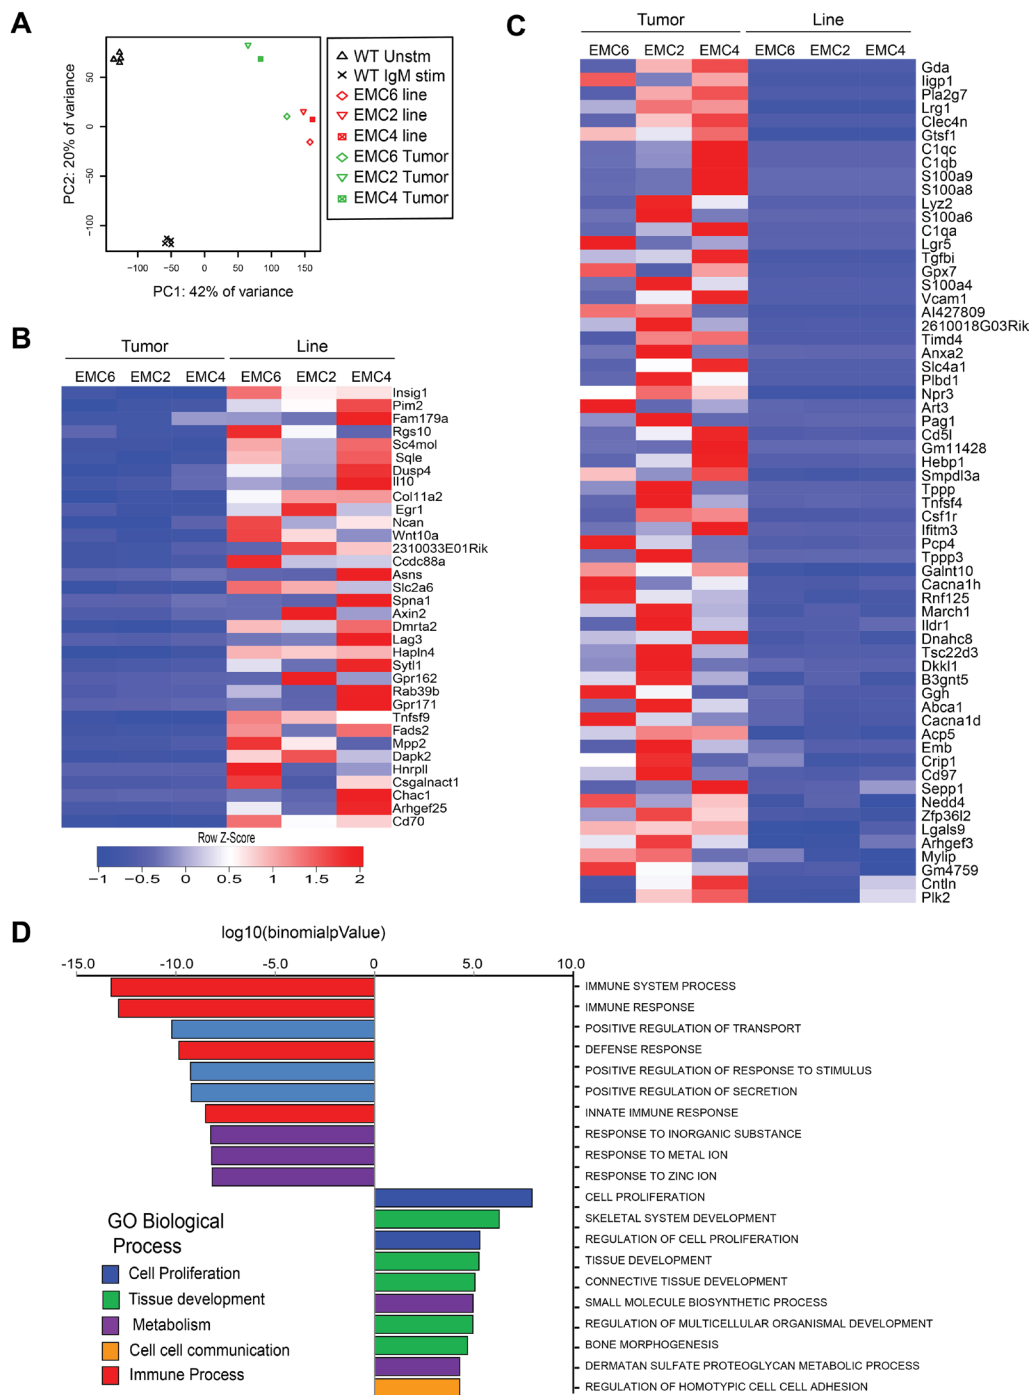 A
PC2: 20% of variance
50
0
−50
−100
−100
−50
0
50
100
150
PC1: 42% of variance
WT Unstm
WT IgM stim
EMC6 line
EMC2 line
EMC4 line
EMC6 Tumor
EMC2 Tumor
EMC4 Tumor
B
Tumor Line
EMC6 EMC2 EMC4 EMC6 EMC2 EMC4
Insig1
Pim2
Fam179a
Rgs10
Sc4mol
Sqle
Dusp4
Il10
Col11a2
Egr1
Ncan
Wnt10a
2310033E01Rik
Ccdc88a
Asns
Slc2a6
Spna1
Axin2
Dmrta2
Lag3
Hapln4
Sytl1
Gpr162
Rab39b
Gpr171
Tnfsf9
Fads2
Mpp2
Dapk2
Hnrpll
Csgalnact1
Chac1
Arhgef25
Cd70
Row Z-Score
−1 −0.5 0 0.5 1 1.5 2
C
Tumor Line
EMC6 EMC2 EMC4 EMC6 EMC2 EMC4
Gda
Iigp1
Pla2g7
Lrg1
Clec4n
Gtsf1
C1qc
C1qb
S100a9
S100a8
Lyz2
S100a6
C1qa
Lgr5
Tgfbi
Gpx7
S100a4
Vcam1
AI427809
2610018G03Rik
Timd4
Anxa2
Slc4a1
Plbd1
Npr3
Art3
Pag1
Cd5l
Gm11428
Hebp1
Smpdl3a
Tppp
Tnfsf4
Csf1r
Ifitm3
Pcp4
Tppp3
Galnt10
Cacna1h
Rnf125
March1
Ildr1
Dnahc8
Tsc22d3
Dkkl1
B3gnt5
Ggh
Abca1
Cacna1d
Acp5
Emb
Crip1
Cd97
Sepp1
Nedd4
Zfp36l2
Lgals9
Arhgef3
Mylip
Gm4759
Cntln
Plk2
D
log10(binomialpValue)
-15.0 -10.0 -5.0 0 5.0 10.0
IMMUNE SYSTEM PROCESS
IMMUNE RESPONSE
POSITIVE REGULATION OF TRANSPORT
DEFENSE RESPONSE
POSITIVE REGULATION OF RESPONSE TO STIMULUS
POSITIVE REGULATION OF SECRETION
INNATE IMMUNE RESPONSE
RESPONSE TO INORGANIC SUBSTANCE
RESPONSE TO METAL ION
RESPONSE TO ZINC ION
CELL PROLIFERATION
SKELETAL SYSTEM DEVELOPMENT
REGULATION OF CELL PROLIFERATION
TISSUE DEVELOPMENT
CONNECTIVE TISSUE DEVELOPMENT
SMALL MOLECULE BIOSYNTHETIC PROCESS
REGULATION OF MULTICELLULAR ORGANISMAL DEVELOPMENT
BONE MORPHOGENESIS
DERMATAN SULFATE PROTEOGLYCAN METABOLIC PROCESS
REGULATION OF HOMOTYPIC CELL CELL ADHESION
GO Biological
Process
Cell Proliferation
Tissue development
Metabolism
Cell cell communication
Immune Process